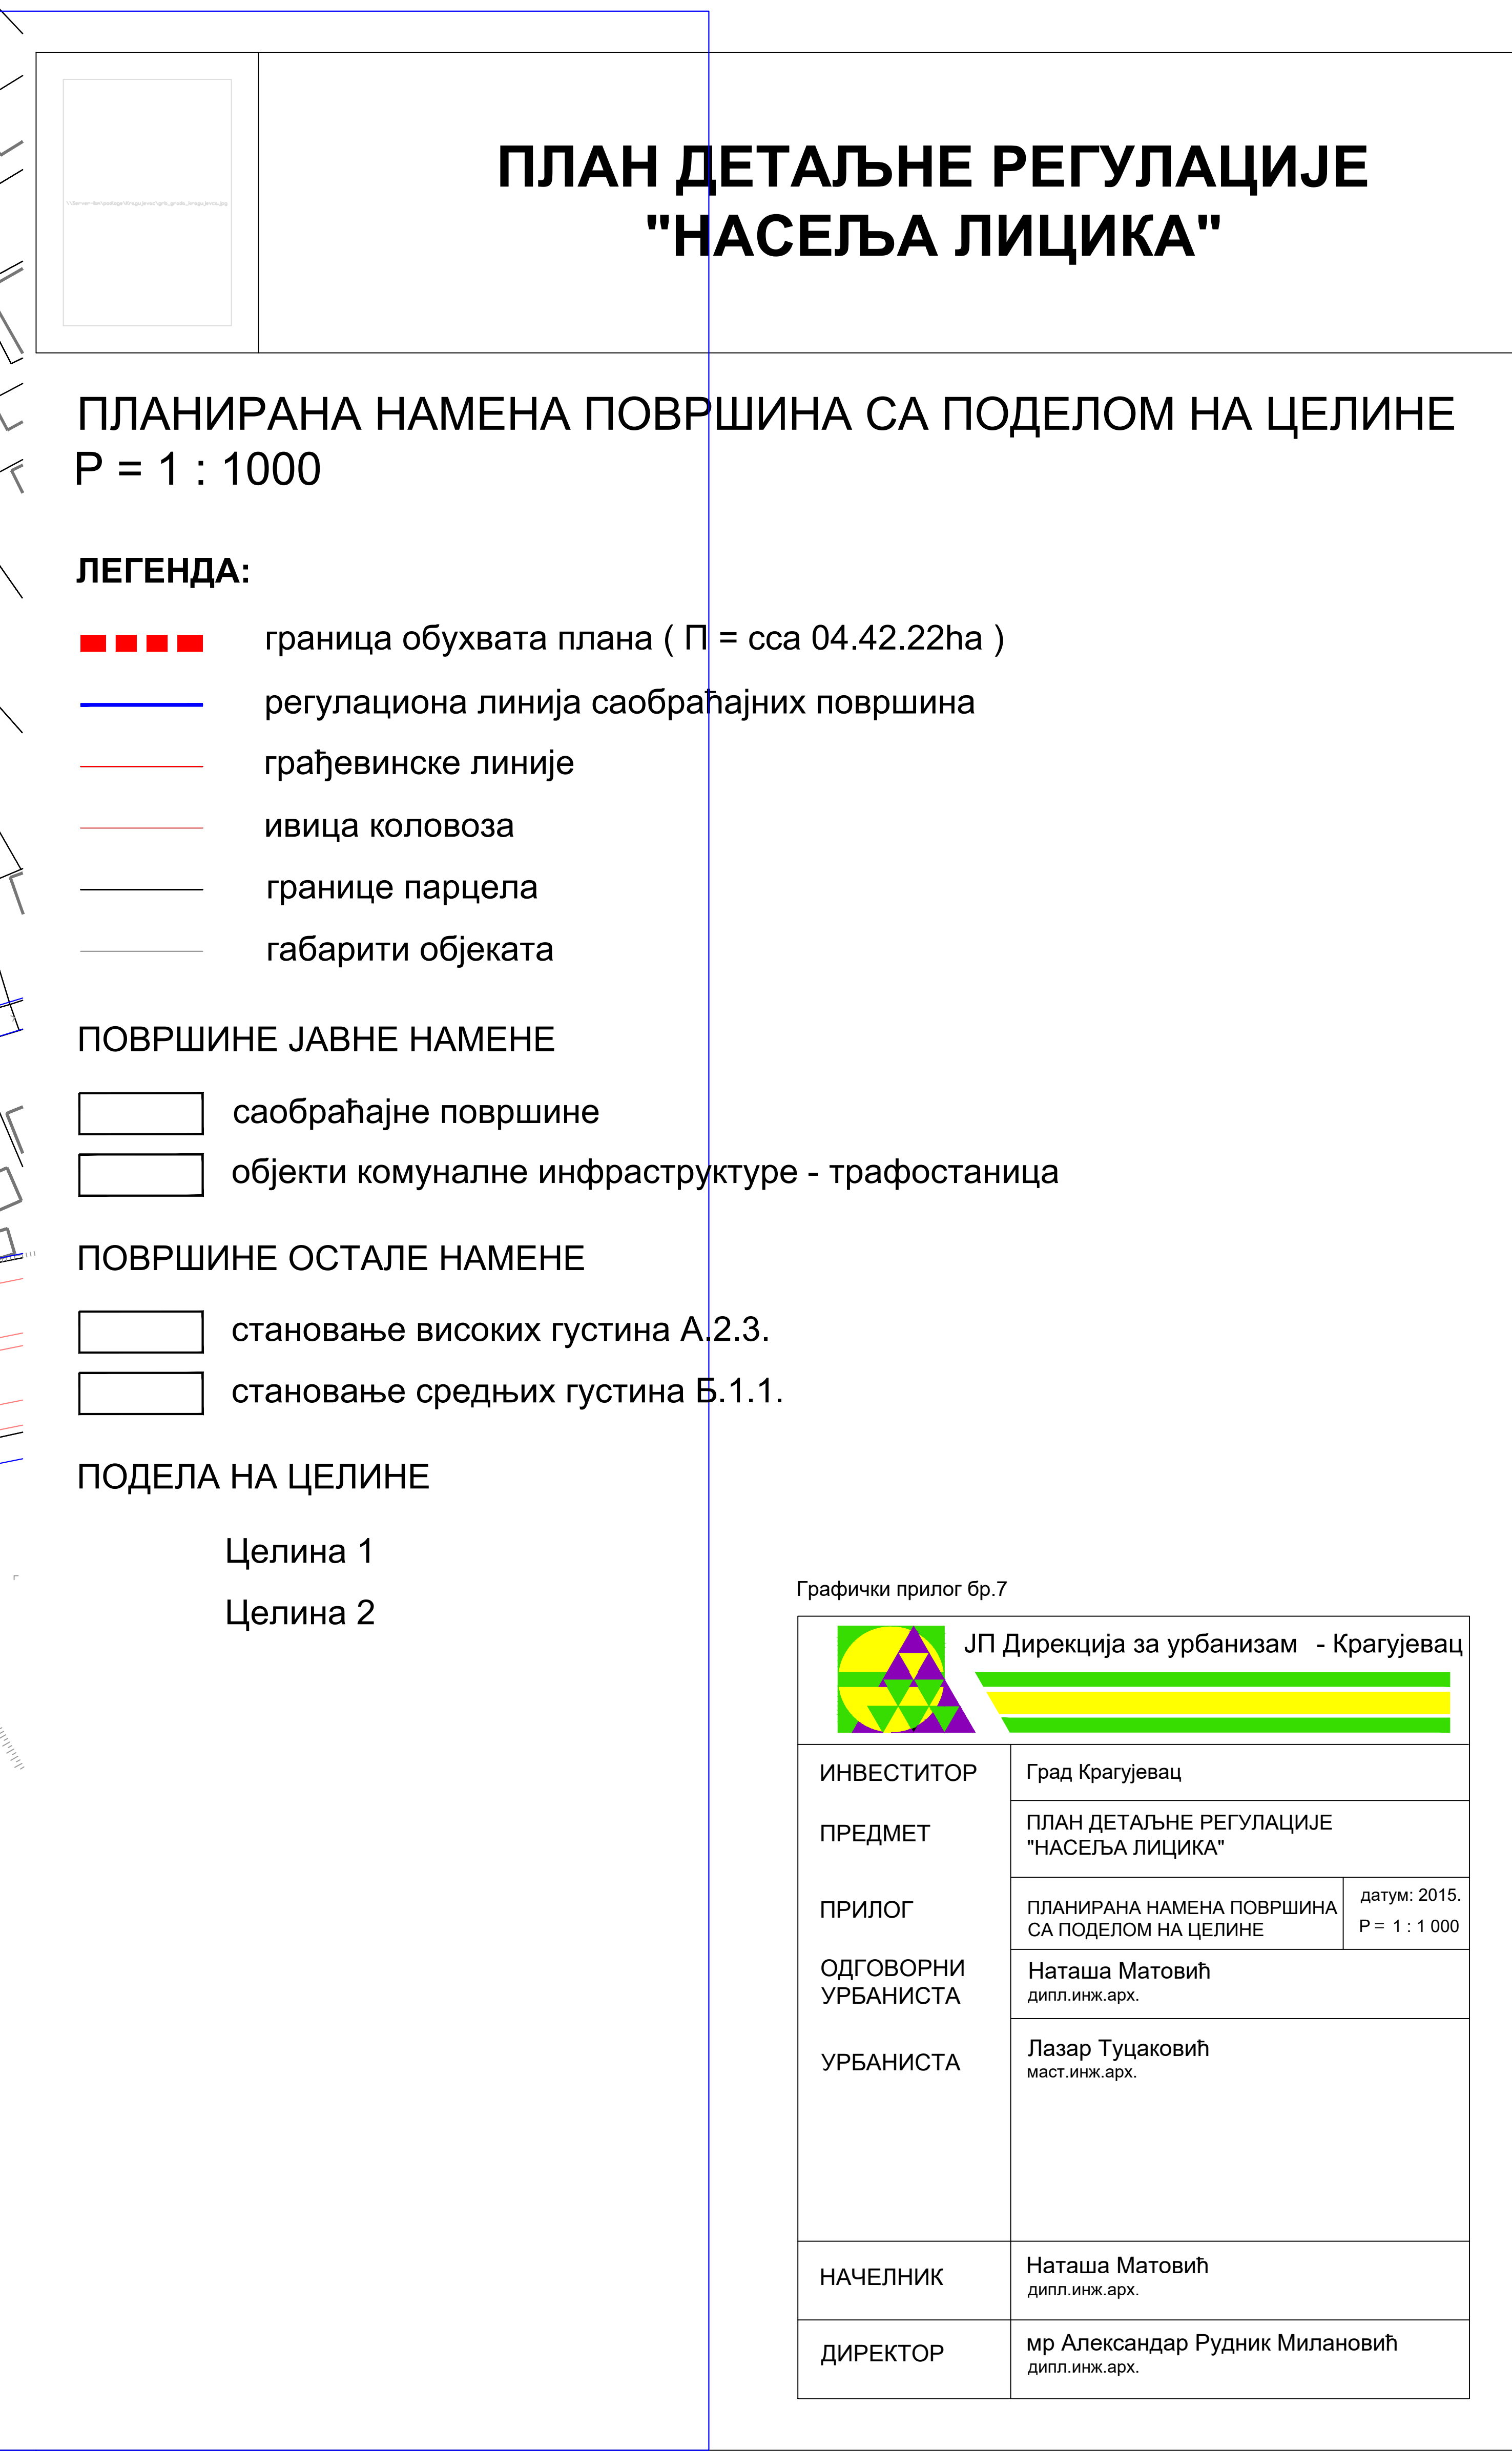 ПЛАН ДЕТАЉНЕ РЕГУЛАЦИЈЕ
"НАСЕЉА ЛИЦИКА"
ПЛАНИРАНА НАМЕНА ПОВРШИНА СА ПОДЕЛОМ НА ЦЕЛИНЕ
Р = 1 : 1000
ЛЕГЕНДА:
граница обухвата плана ( П = cca 04.42.22ha )
регулациона линија саобраћајних површина
грађевинске линије
ивица коловоза
границе парцела
габарити објеката
ПОВРШИНЕ ЈАВНЕ НАМЕНЕ
саобраћајне површине
објекти комуналне инфраструктуре - трафостаница
ПОВРШИНЕ ОСТАЛЕ НАМЕНЕ
становање високих густина А.2.3.
становање средњих густина Б.1.1.
ПОДЕЛА НА ЦЕЛИНЕ
Целина 1
Целина 2
Графички прилог бр.7
ЈП Дирекција за урбанизам - Крагујевац
ИНВЕСТИТОР
Град Крагујевац
ПРЕДМЕТ
ПЛАН ДЕТАЉНЕ РЕГУЛАЦИЈЕ
"НАСЕЉА ЛИЦИКА"
ПРИЛОГ
ПЛАНИРАНА НАМЕНА ПОВРШИНА
СА ПОДЕЛОМ НА ЦЕЛИНЕ
датум: 2015.
Р = 1 : 1 000
ОДГОВОРНИ
УРБАНИСТА
Наташа Матовић
дипл.инж.арх.
УРБАНИСТА
Лазар Туцаковић
маст.инж.арх.
НАЧЕЛНИК
Наташа Матовић
дипл.инж.арх.
ДИРЕКТОР
мр Александар Рудник Милановић
дипл.инж.арх.